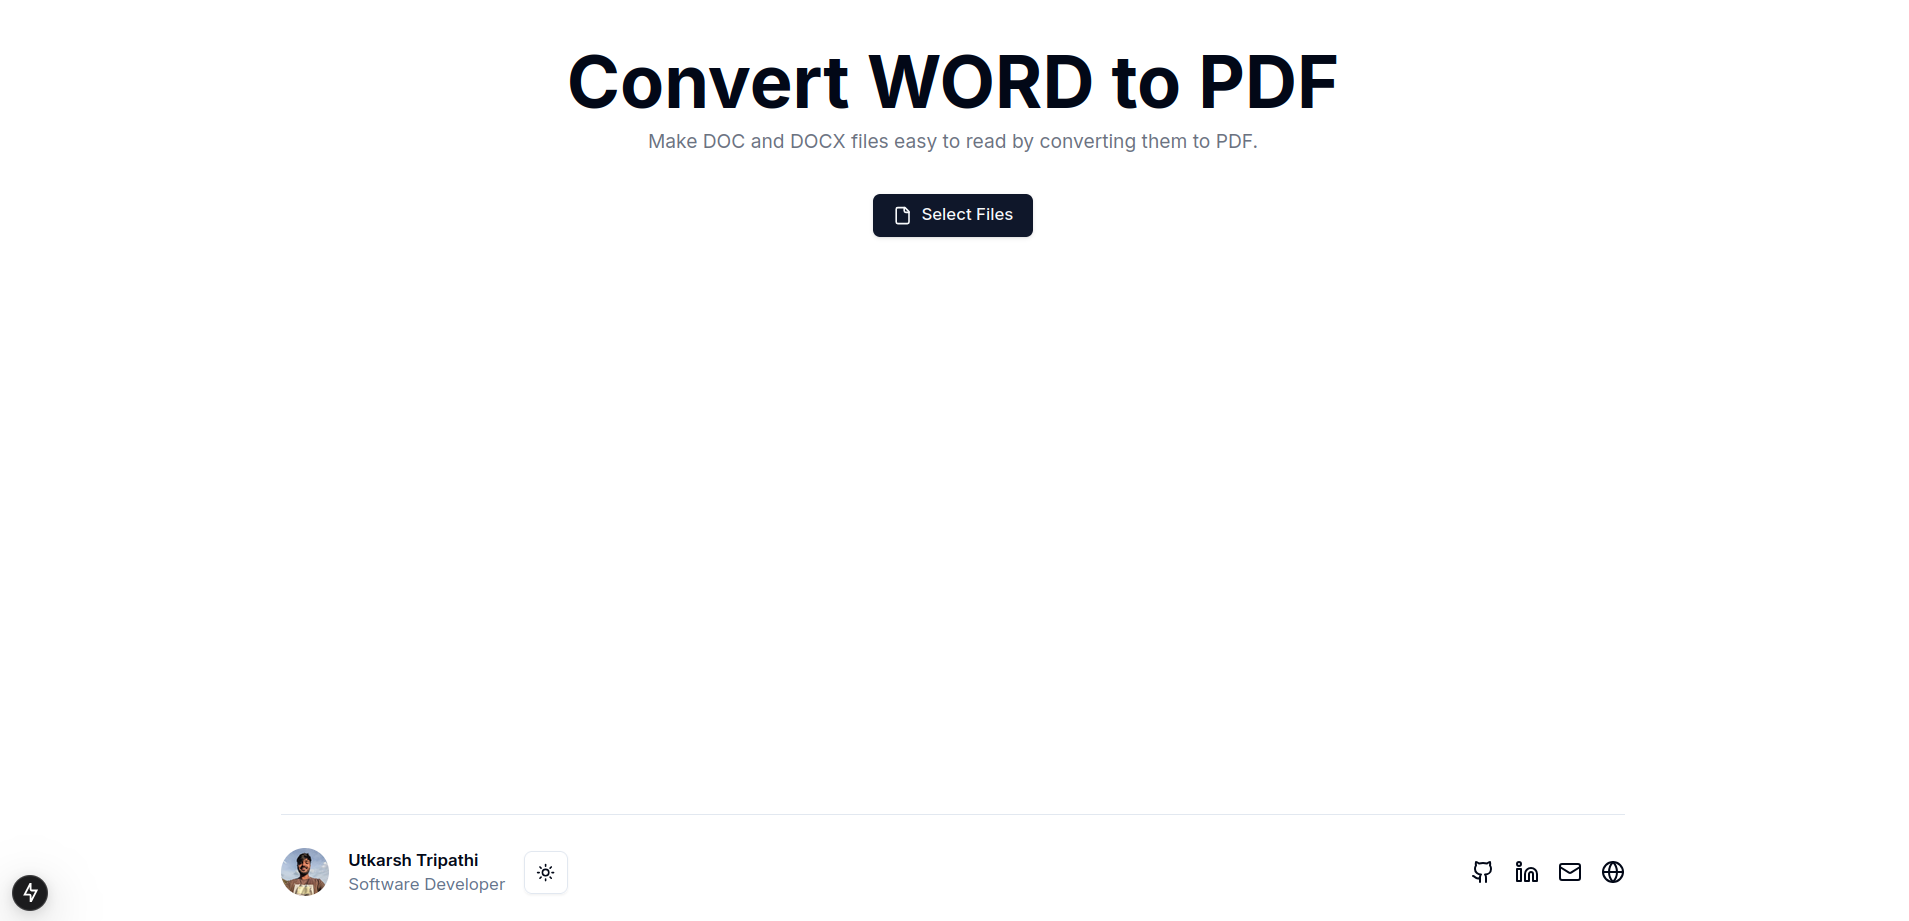 Convert WORD to PDF
Make DOC and DOCX files easy to read by converting them to PDF.
Select Files
Utkarsh Tripathi
Software Developer